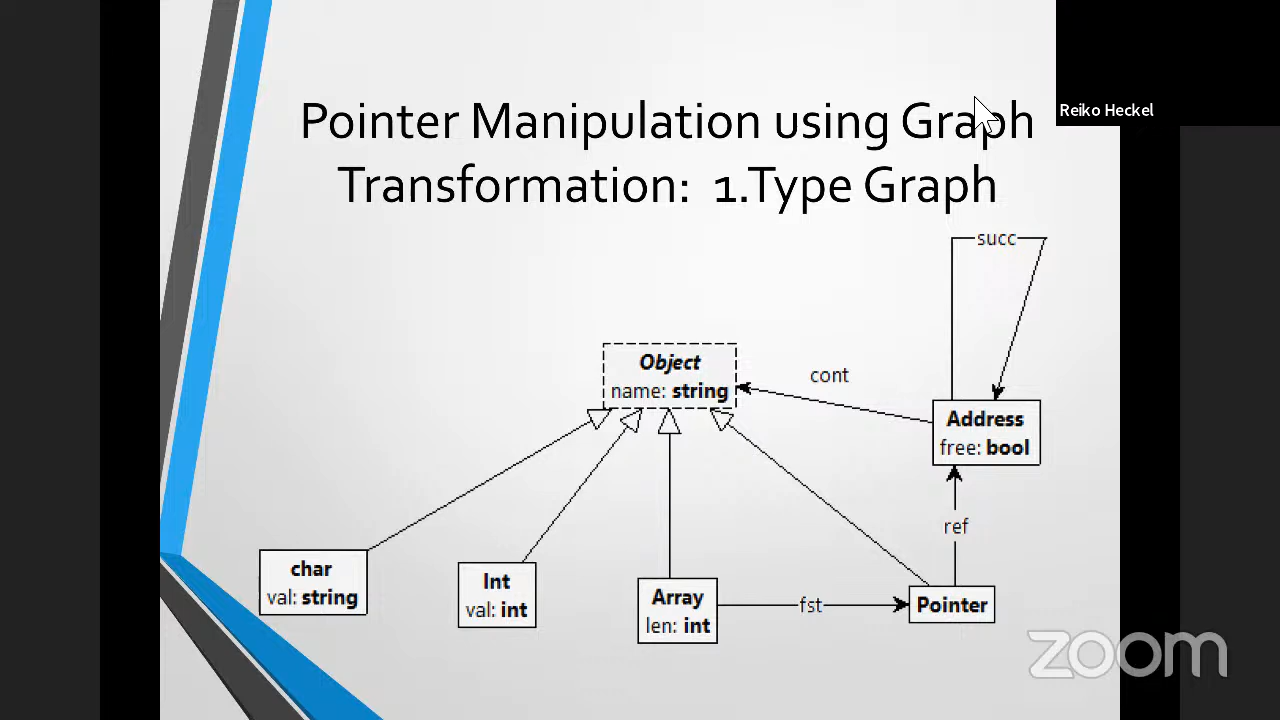 Pointer Manipulation using Graph
Transformation: 1.Type Graph
Reiko Heckel
succ
Object
name: string
cont
Address
free: bool
ref
char
val: string
Int
val: int
Array
len: int
fst
Pointer
zoom